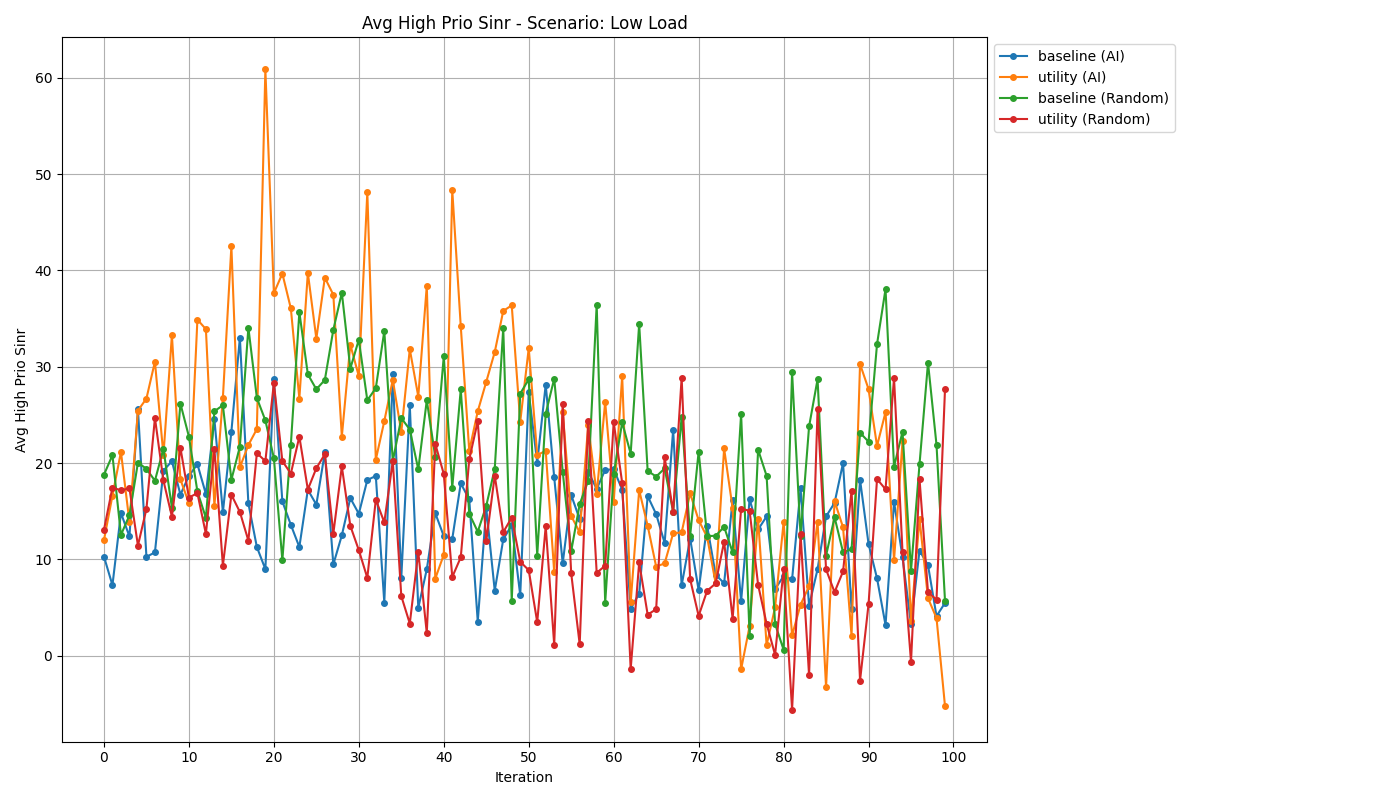 Avg High Prio Sinr - Scenario: Low Load
baseline (AI)
utility (AI)
baseline (Random)
utility (Random)
Avg High Prio Sinr
60
50
40
30
20
10
0
0 10 20 30 40 50 60 70 80 90 100
Iteration